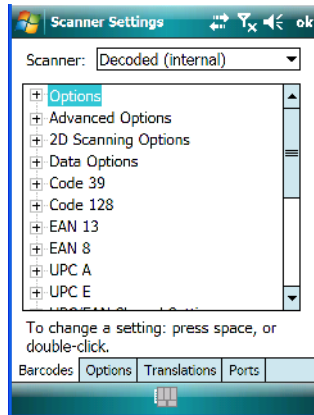 Scanner Settings ok
Scanner: Decoded (internal)
Options
Advanced Options
2D Scanning Options
Data Options
Code 39
Code 128
EAN 13
EAN 8
UPC A
UPC E
To change a setting: press space, or
double-click.
Barcodes Options Translations Ports